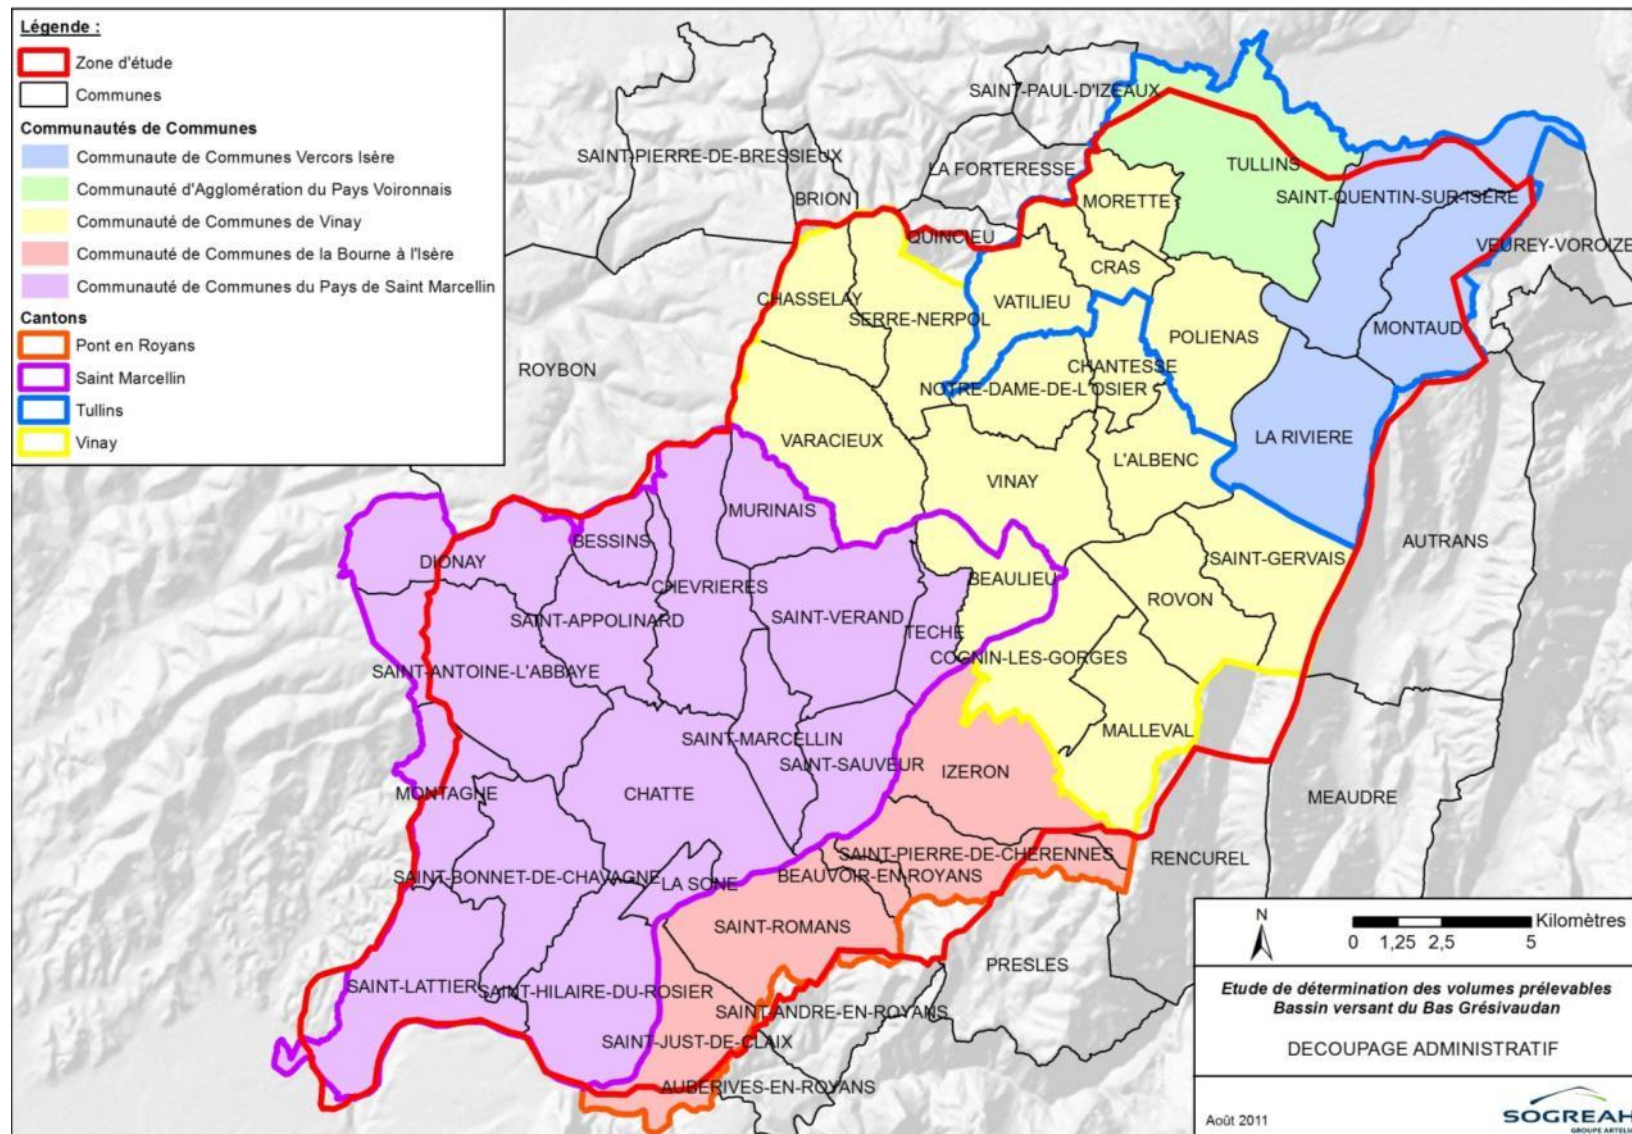 Légende :
Zone d'étude
Communes
Communautés de Communes
Communaute de Communes Vercors Isère
Communauté d'Agglomération du Pays Voironnais
Communauté de Communes de Vinay
Communauté de Communes de la Bourne à l'Isère
Communauté de Communes du Pays de Saint Marcellin
Cantons
Pont en Royans
Saint Marcellin
Tullins
Vinay
SAINT-PAUL-D'IZEAUX
SAINT-PIERRE-DE-BRESSIEUX
LA FORTERESSE
TULLINS
BRION
MORETTE
SAINT-QUENTIN-SUR-ISÈRE
QUINCIEU
VEUREY-VOROIZE
CRAS
CHASSELAY
VATILIEU
SERRE-NERPOL
MONTAUD
POLIENAS
ROYBON
CHANTESSE
NOTRE-DAME-DE-L'OSIER
VARACIEUX
LA RIVIERE
L'ALBENC
VINAY
MURINAIS
BESSINS
AUTRANS
DIONAY
SAINT-GERVAIS
BEAULIEU
CHEVRIERES
ROVON
SAINT-VERAND
SAINT-APPOLINARD
TECHE
COGNIN-LES-GORGES
SAINT-ANTOINE-L'ABBAYE
MALLEVAL
SAINT-MARCELLIN
SAINT-SAUVEUR
IZERON
CHATTE
MONTAGNE
MEAUDRE
SAINT-PIERRE-DE-CHERENNES
RENCUREL
SAINT-BONNET-DE-CHAVAGNE
BEAUVOIR-EN-ROYANS
LA SONE
SAINT-ROMANS
PRESLES
SAINT-LATTIER
SAINT-HILAIRE-DU-ROSIER
SAINT-ANDRE-EN-ROYANS
SAINT-JUST-DE-CLAIX
AUBERIVES-EN-ROYANS
N
Kilomètres
0 1,25 2,5 5
Etude de détermination des volumes prélevables
Bassin versant du Bas Grésivaudan
DECOUPAGE ADMINISTRATIF
Août 2011
SOGREAH
GROUPE ARTELIA